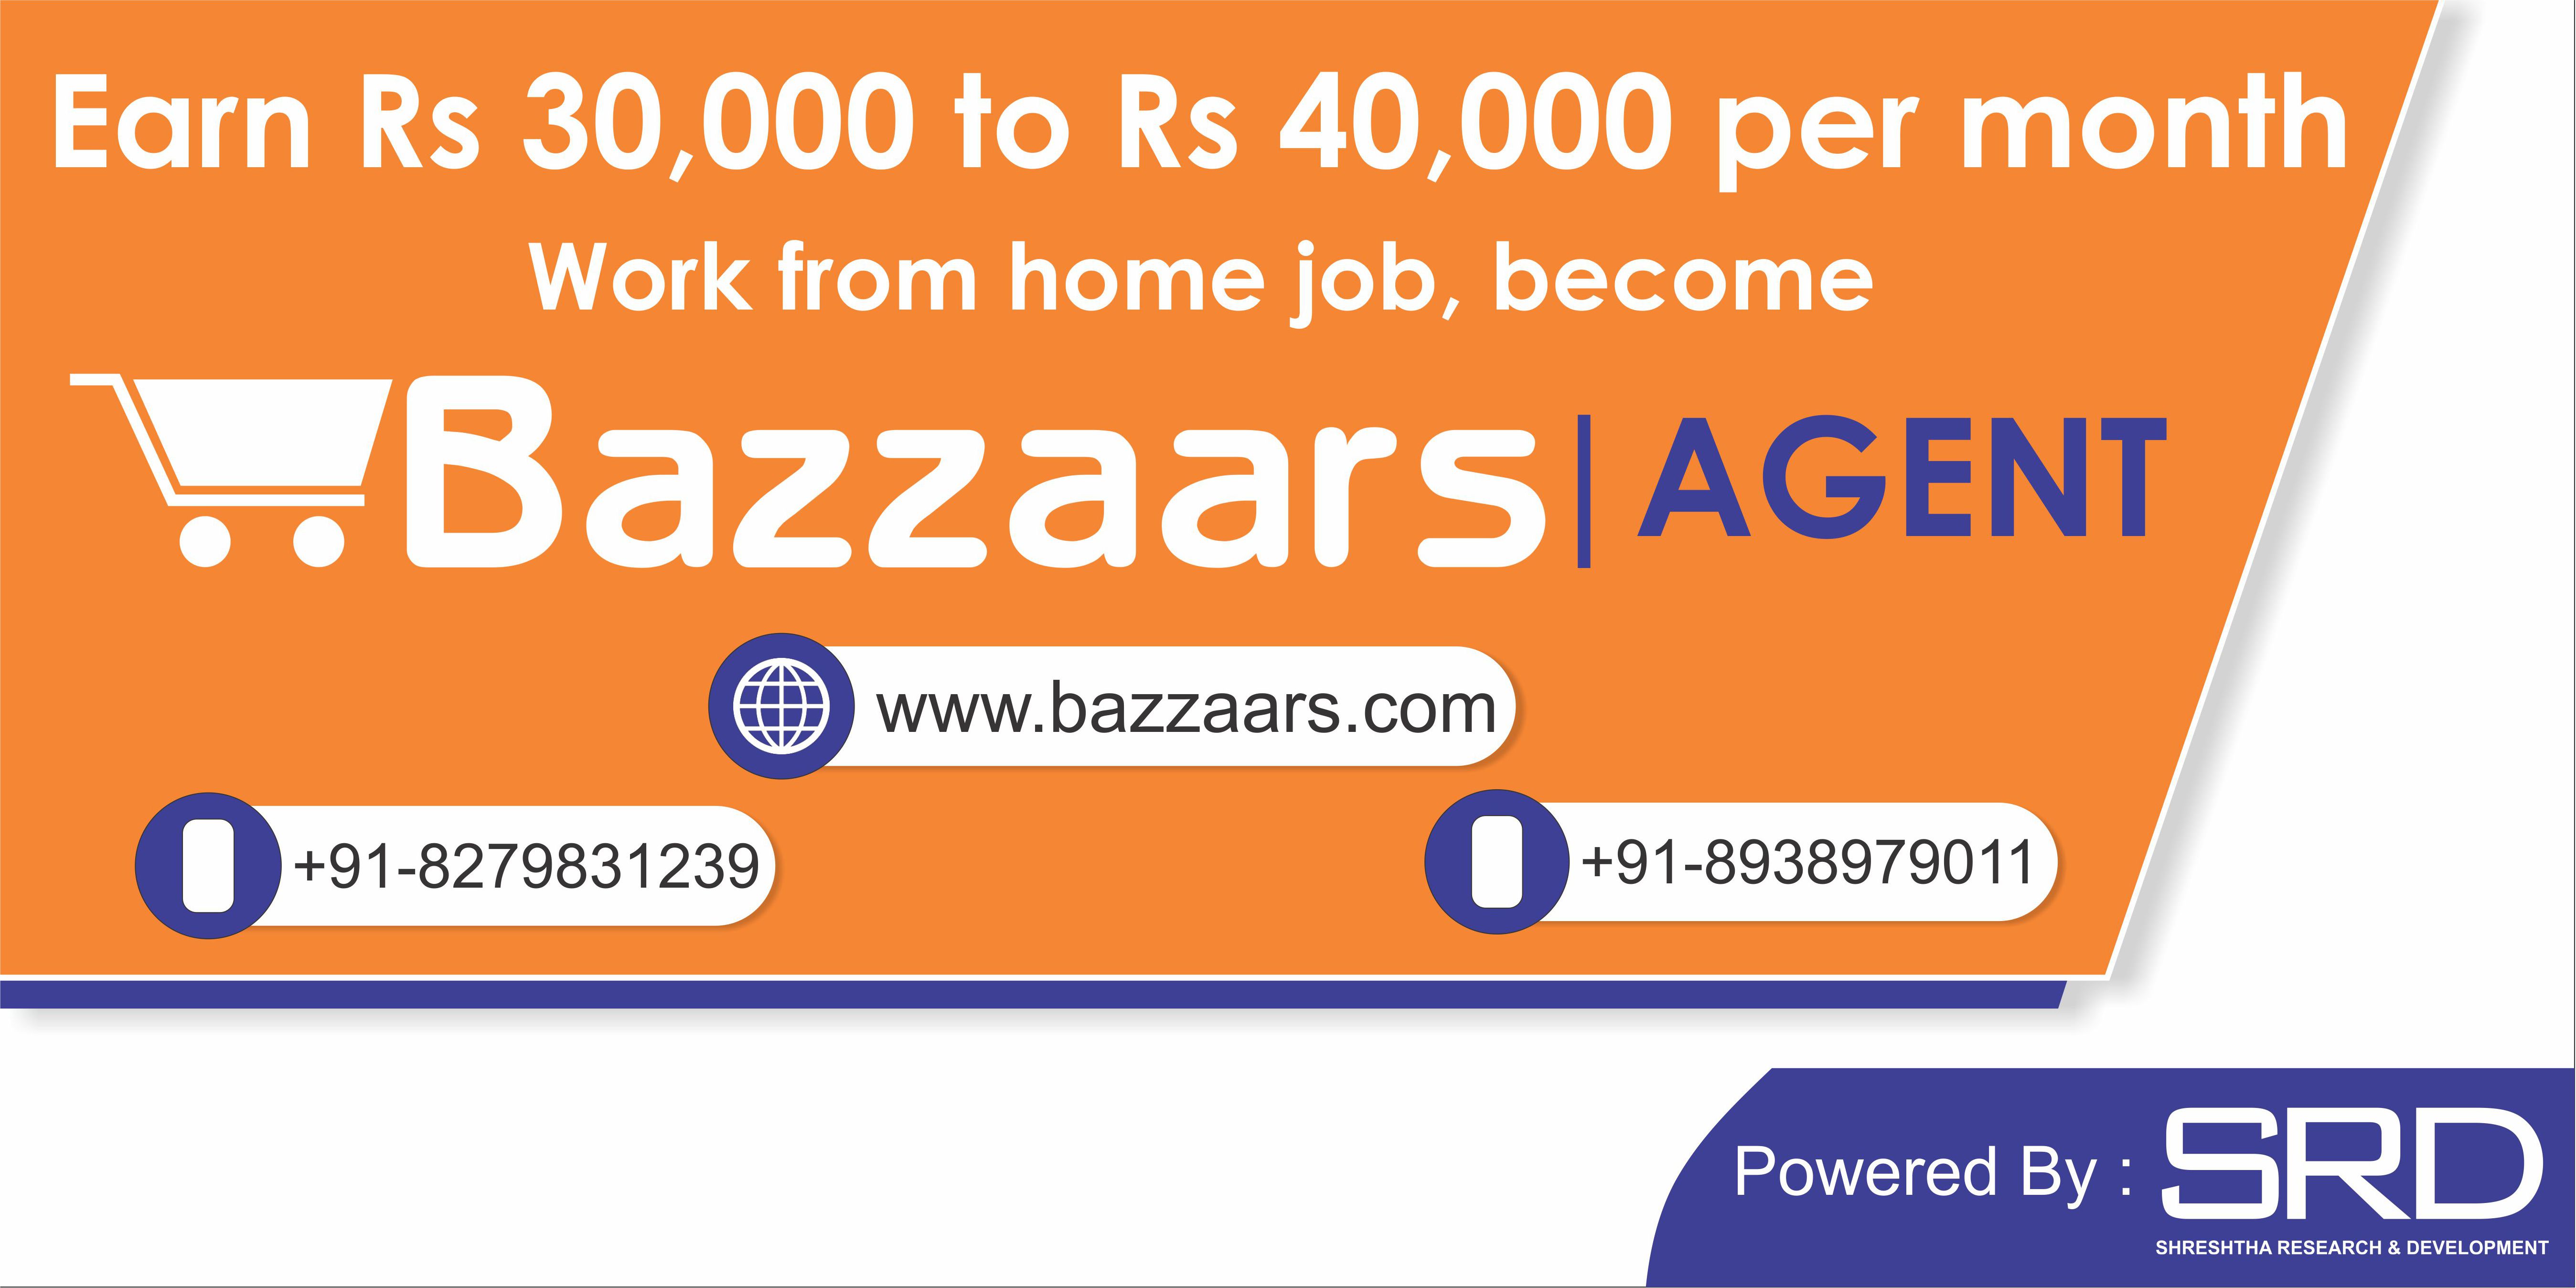 Earn Rs 30,000 to Rs 40,000 per month
Work from home job, become
Bazzaars | AGENT
www.bazzaars.com
+91-8279831239
+91-8938979011
Powered By : SRD
SHRESHTHA RESEARCH & DEVELOPMENT